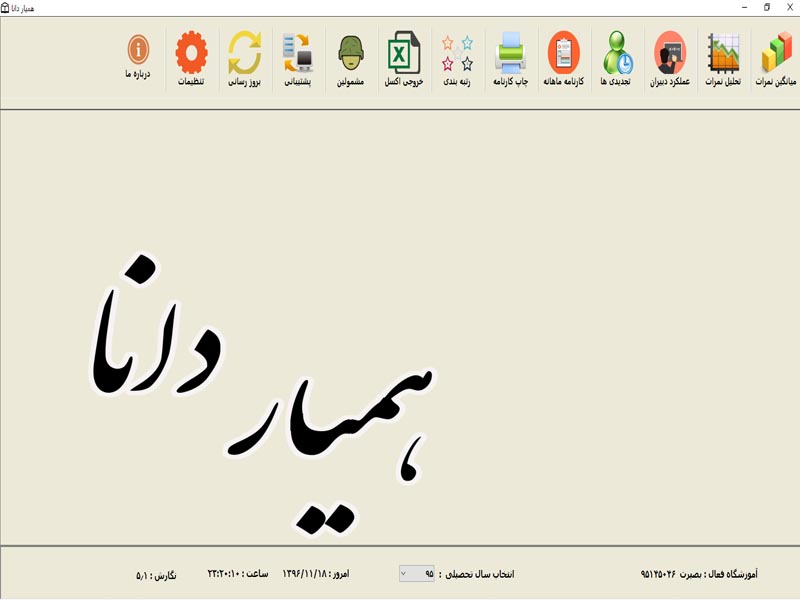 همیار دانا
میانگین نمرات
تحلیل نمرات
عملکرد دبیران
تجدیدی ها
کارنامه ماهانه
چاپ کارنامه
رتبه بندی
خروجی اکسل
مشمولین
پشتیبانی
بروز رسانی
تنظیمات
درباره ما
همیار دانا
آموزشگاه فعال : بصیرت ۹۵۱۲۵۰۲۶
انتخاب سال تحصیلی : ۹۵
امروز : ۱۳۹۶/۱۱/۱۸
ساعت : ۲۳:۲۰:۱۰
نگارش : ۵٫۱